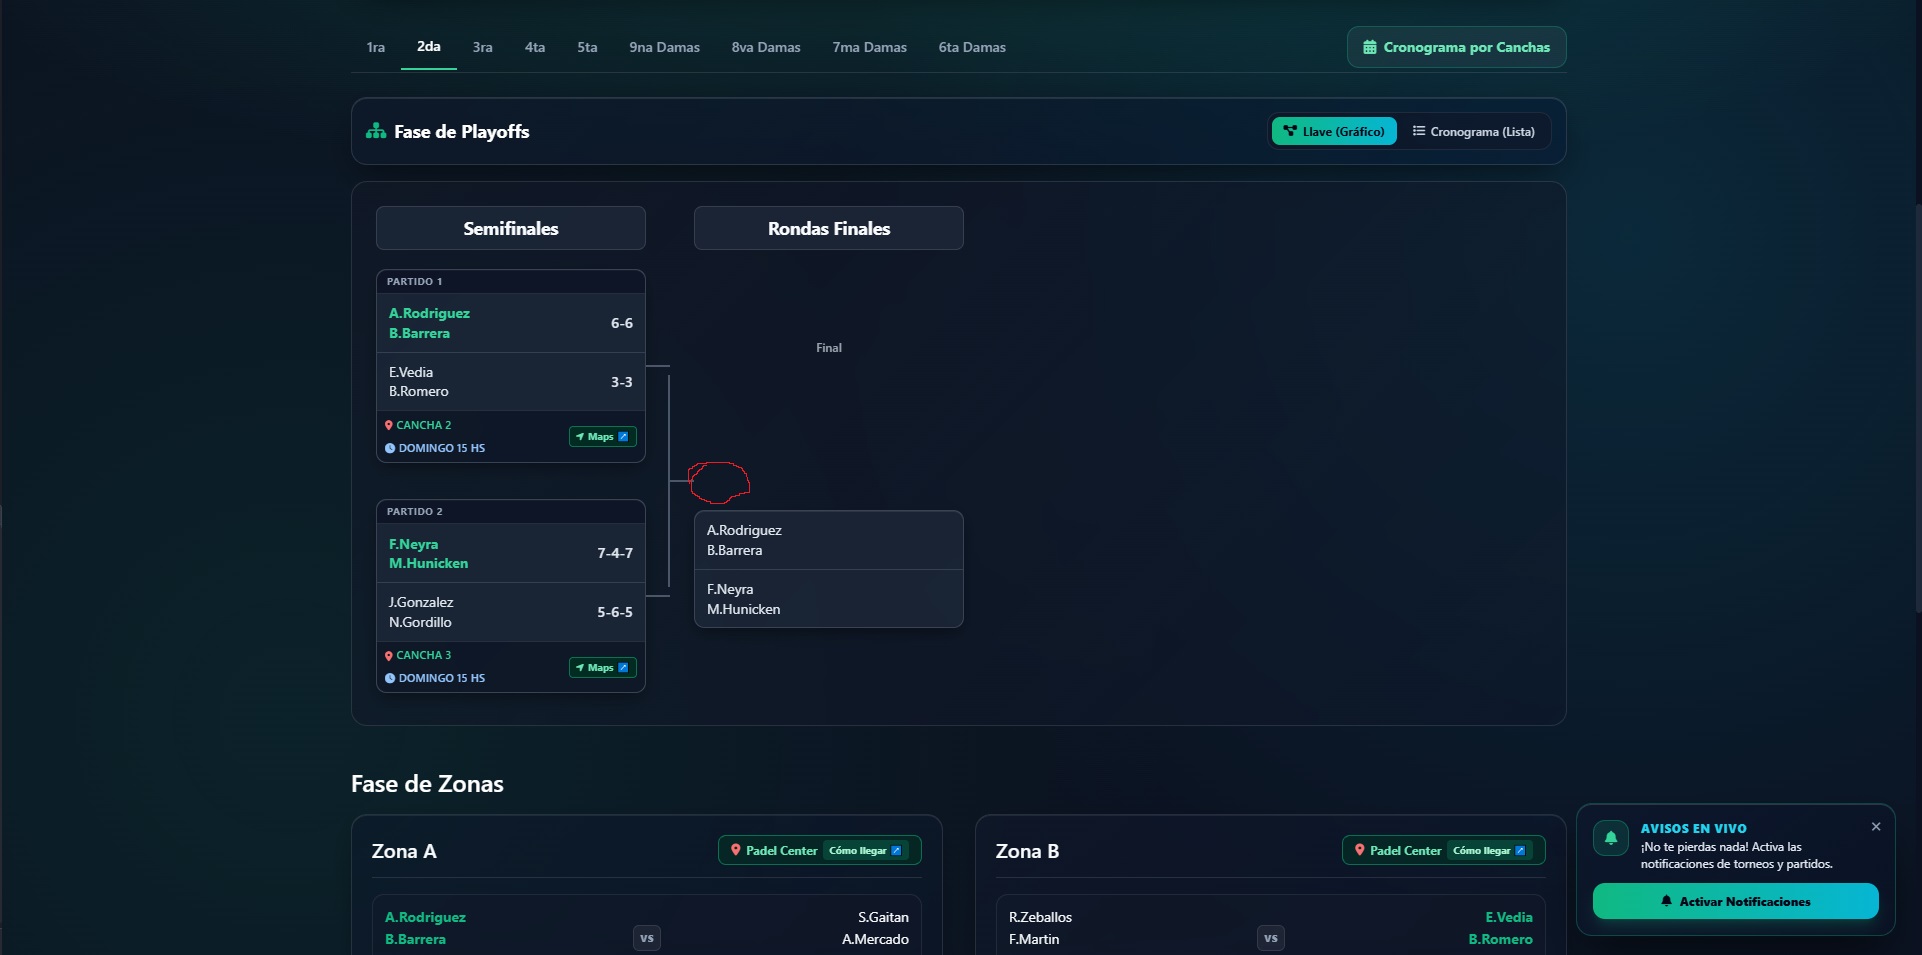 1ra 2da 3ra 4ta 5ta 9na Damas 8va Damas 7ma Damas 6ta Damas Cronograma por Canchas
Fase de Playoffs Llave (Gráfico) Cronograma (Lista)
Semifinales
PARTIDO 1
A.Rodriguez
B.Barrera
6-6
E.Vedia
B.Romero
3-3
CANCHA 2
DOMINGO 15 HS
Maps
PARTIDO 2
F.Neyra
M.Hunicken
7-4-7
J.Gonzalez
N.Gordillo
5-6-5
CANCHA 3
DOMINGO 15 HS
Maps
Rondas Finales
Final
A.Rodriguez
B.Barrera
F.Neyra
M.Hunicken
Fase de Zonas
Zona A Padel Center Cómo llegar
A.Rodriguez
B.Barrera
vs
S.Gaitan
A.Mercado
Zona B Padel Center Cómo llegar
R.Zeballos
F.Martin
vs
E.Vedia
B.Romero
AVISOS EN VIVO
¡No te pierdas nada! Activa las
notificaciones de torneos y partidos.
Activar Notificaciones